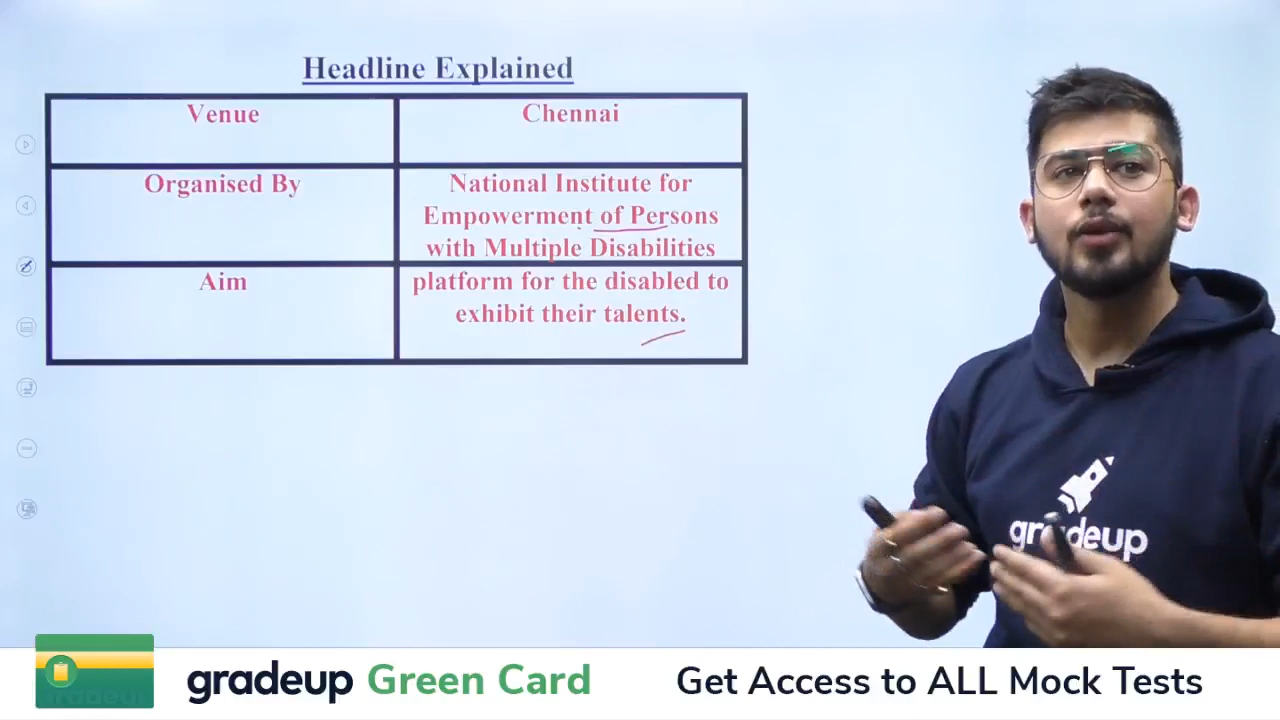 Headline Explained
Venue
Chennai
Organised By
National Institute for
Empowerment of Persons
with Multiple Disabilities
Aim
platform for the disabled to
exhibit their talents.
gradeup
gradeup Green Card
Get Access to ALL Mock Tests